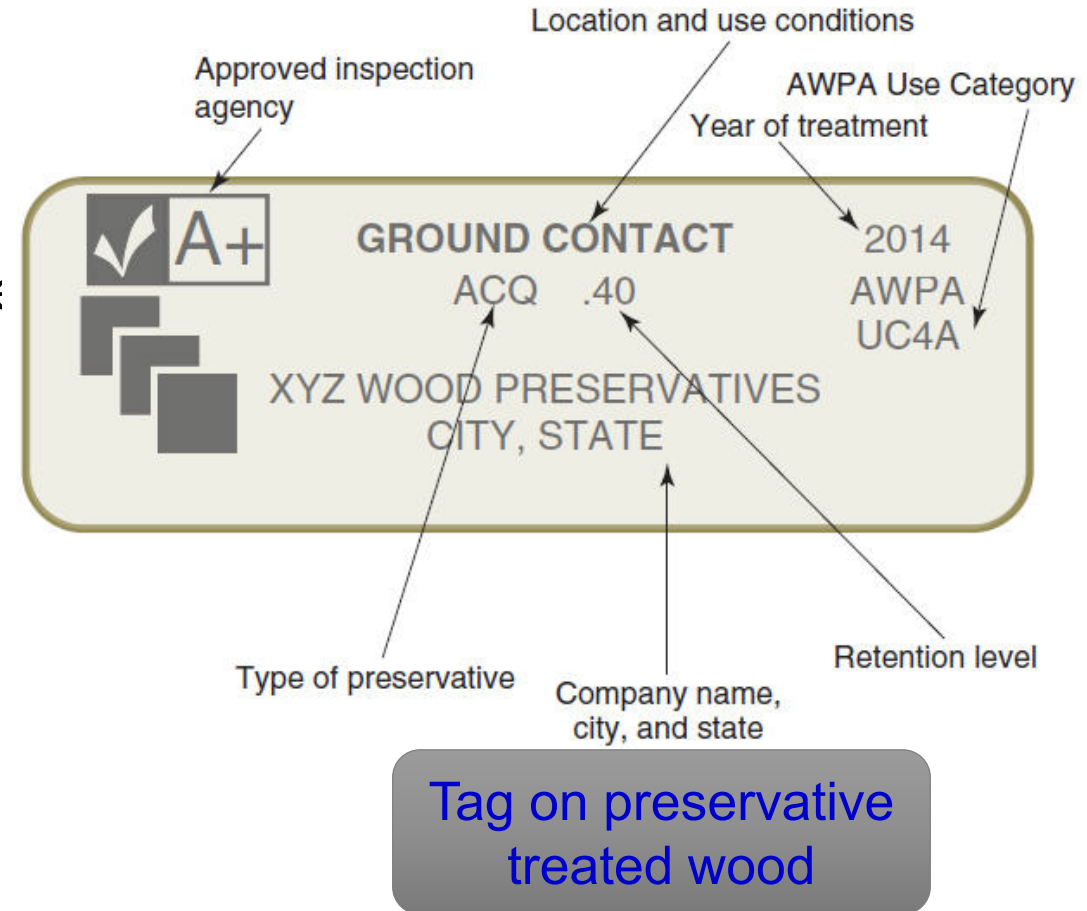 Location and use conditions
Approved inspection
agency
AWPA Use Category
Year of treatment
A+
GROUND CONTACT
2014
ACQ .40
AWPA
UC4A
XYZ WOOD PRESERVATIVES
CITY, STATE
Type of preservative
Retention level
Company name,
city, and state
Tag on preservative
treated wood